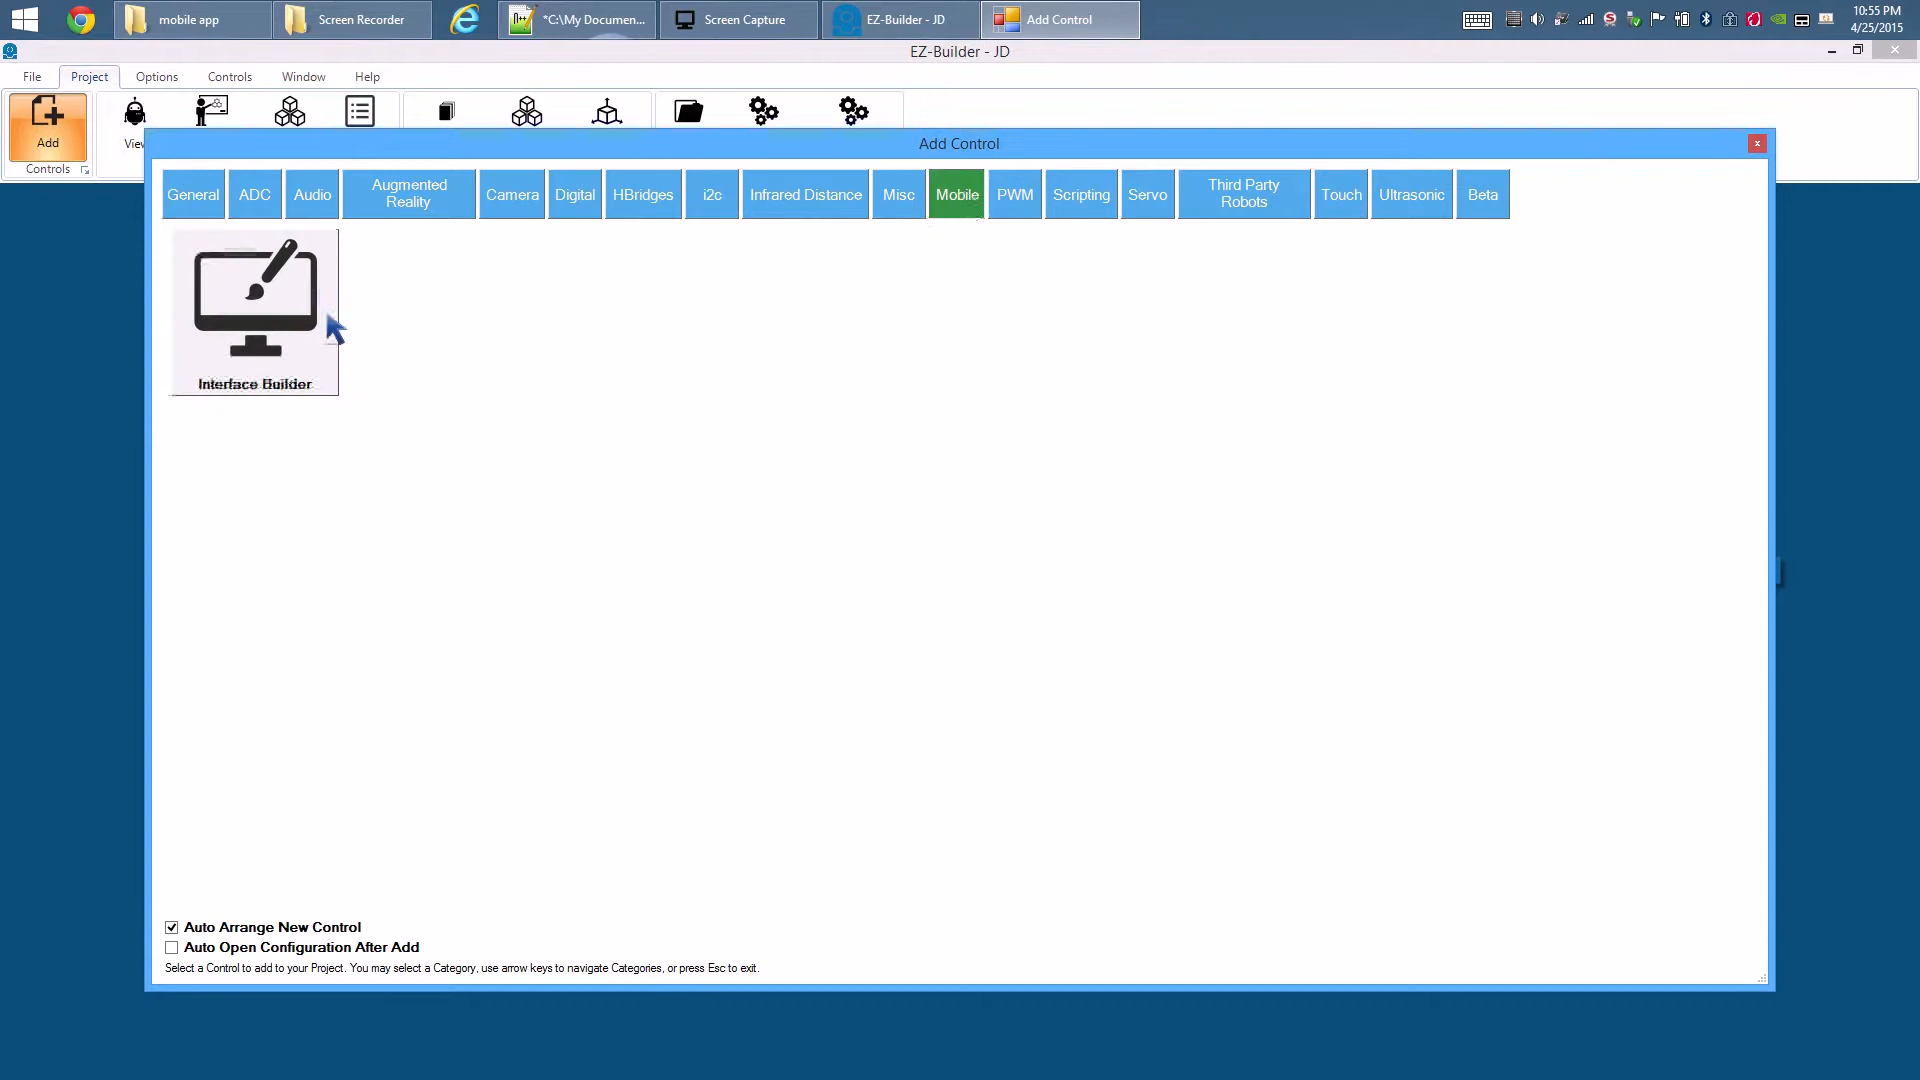 mobile app
Screen Recorder
*C:\My Documen...
Screen Capture
EZ-Builder - JD
Add Control
10:55 PM
4/25/2015
EZ-Builder - JD
File
Project
Options
Controls
Window
Help
Add
Controls
Add Control
General
ADC
Audio
Augmented
Reality
Camera
Digital
HBridges
i2c
Infrared Distance
Misc
Mobile
PWM
Scripting
Servo
Third Party
Robots
Touch
Ultrasonic
Beta
Interface Builder
Auto Arrange New Control
Auto Open Configuration After Add
Select a Control to add to your Project. You may select a Category, use arrow keys to navigate Categories, or press Esc to exit.